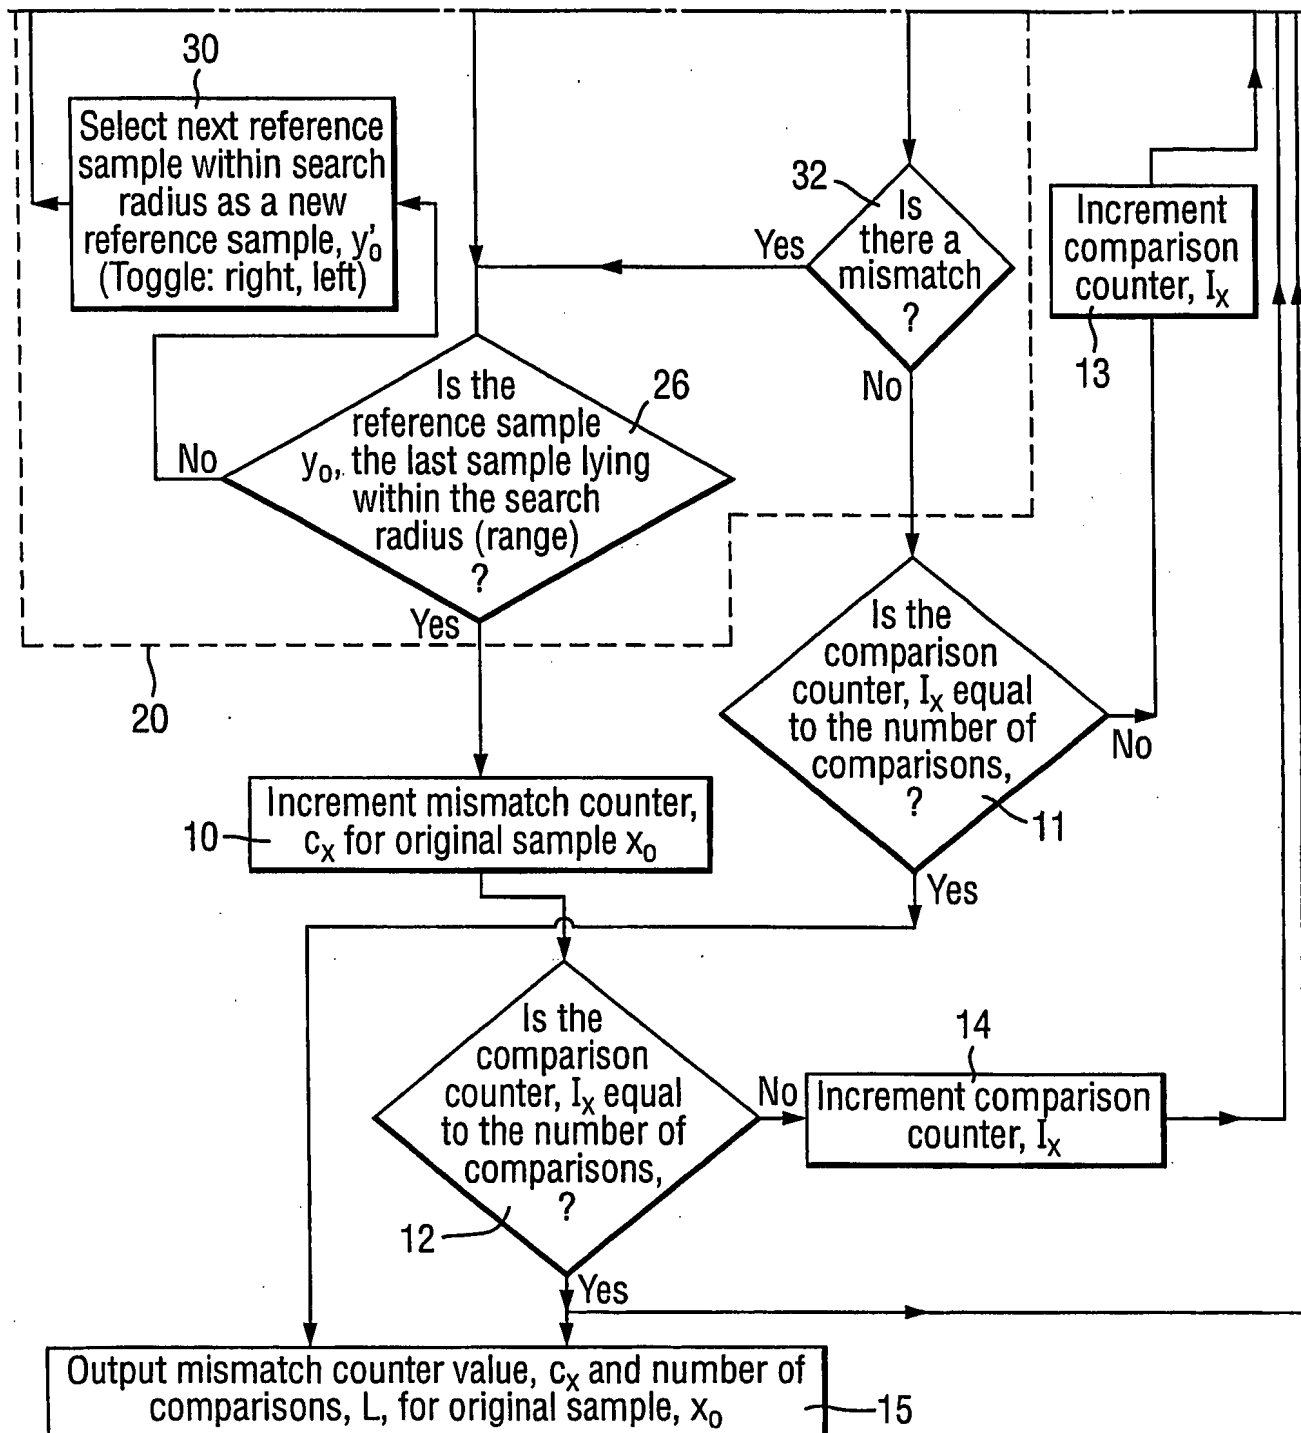 30
Select next reference
sample within search
radius as a new
reference sample, y'₀
(Toggle: right, left)
32
Is
there a
mismatch
?
Yes
No
Increment
comparison
counter, Iₓ
13
Is the
reference sample
y₀, the last sample lying
within the search
radius (range)
?
26
No
Yes
20
Is the
comparison
counter, Iₓ equal
to the number of
comparisons,
?
11
No
Yes
Increment mismatch counter,
cₓ for original sample x₀
10
Is the
comparison
counter, Iₓ equal
to the number of
comparisons,
?
12
No
Yes
14
Increment comparison
counter, Iₓ
Output mismatch counter value, cₓ and number of
comparisons, L, for original sample, x₀
15